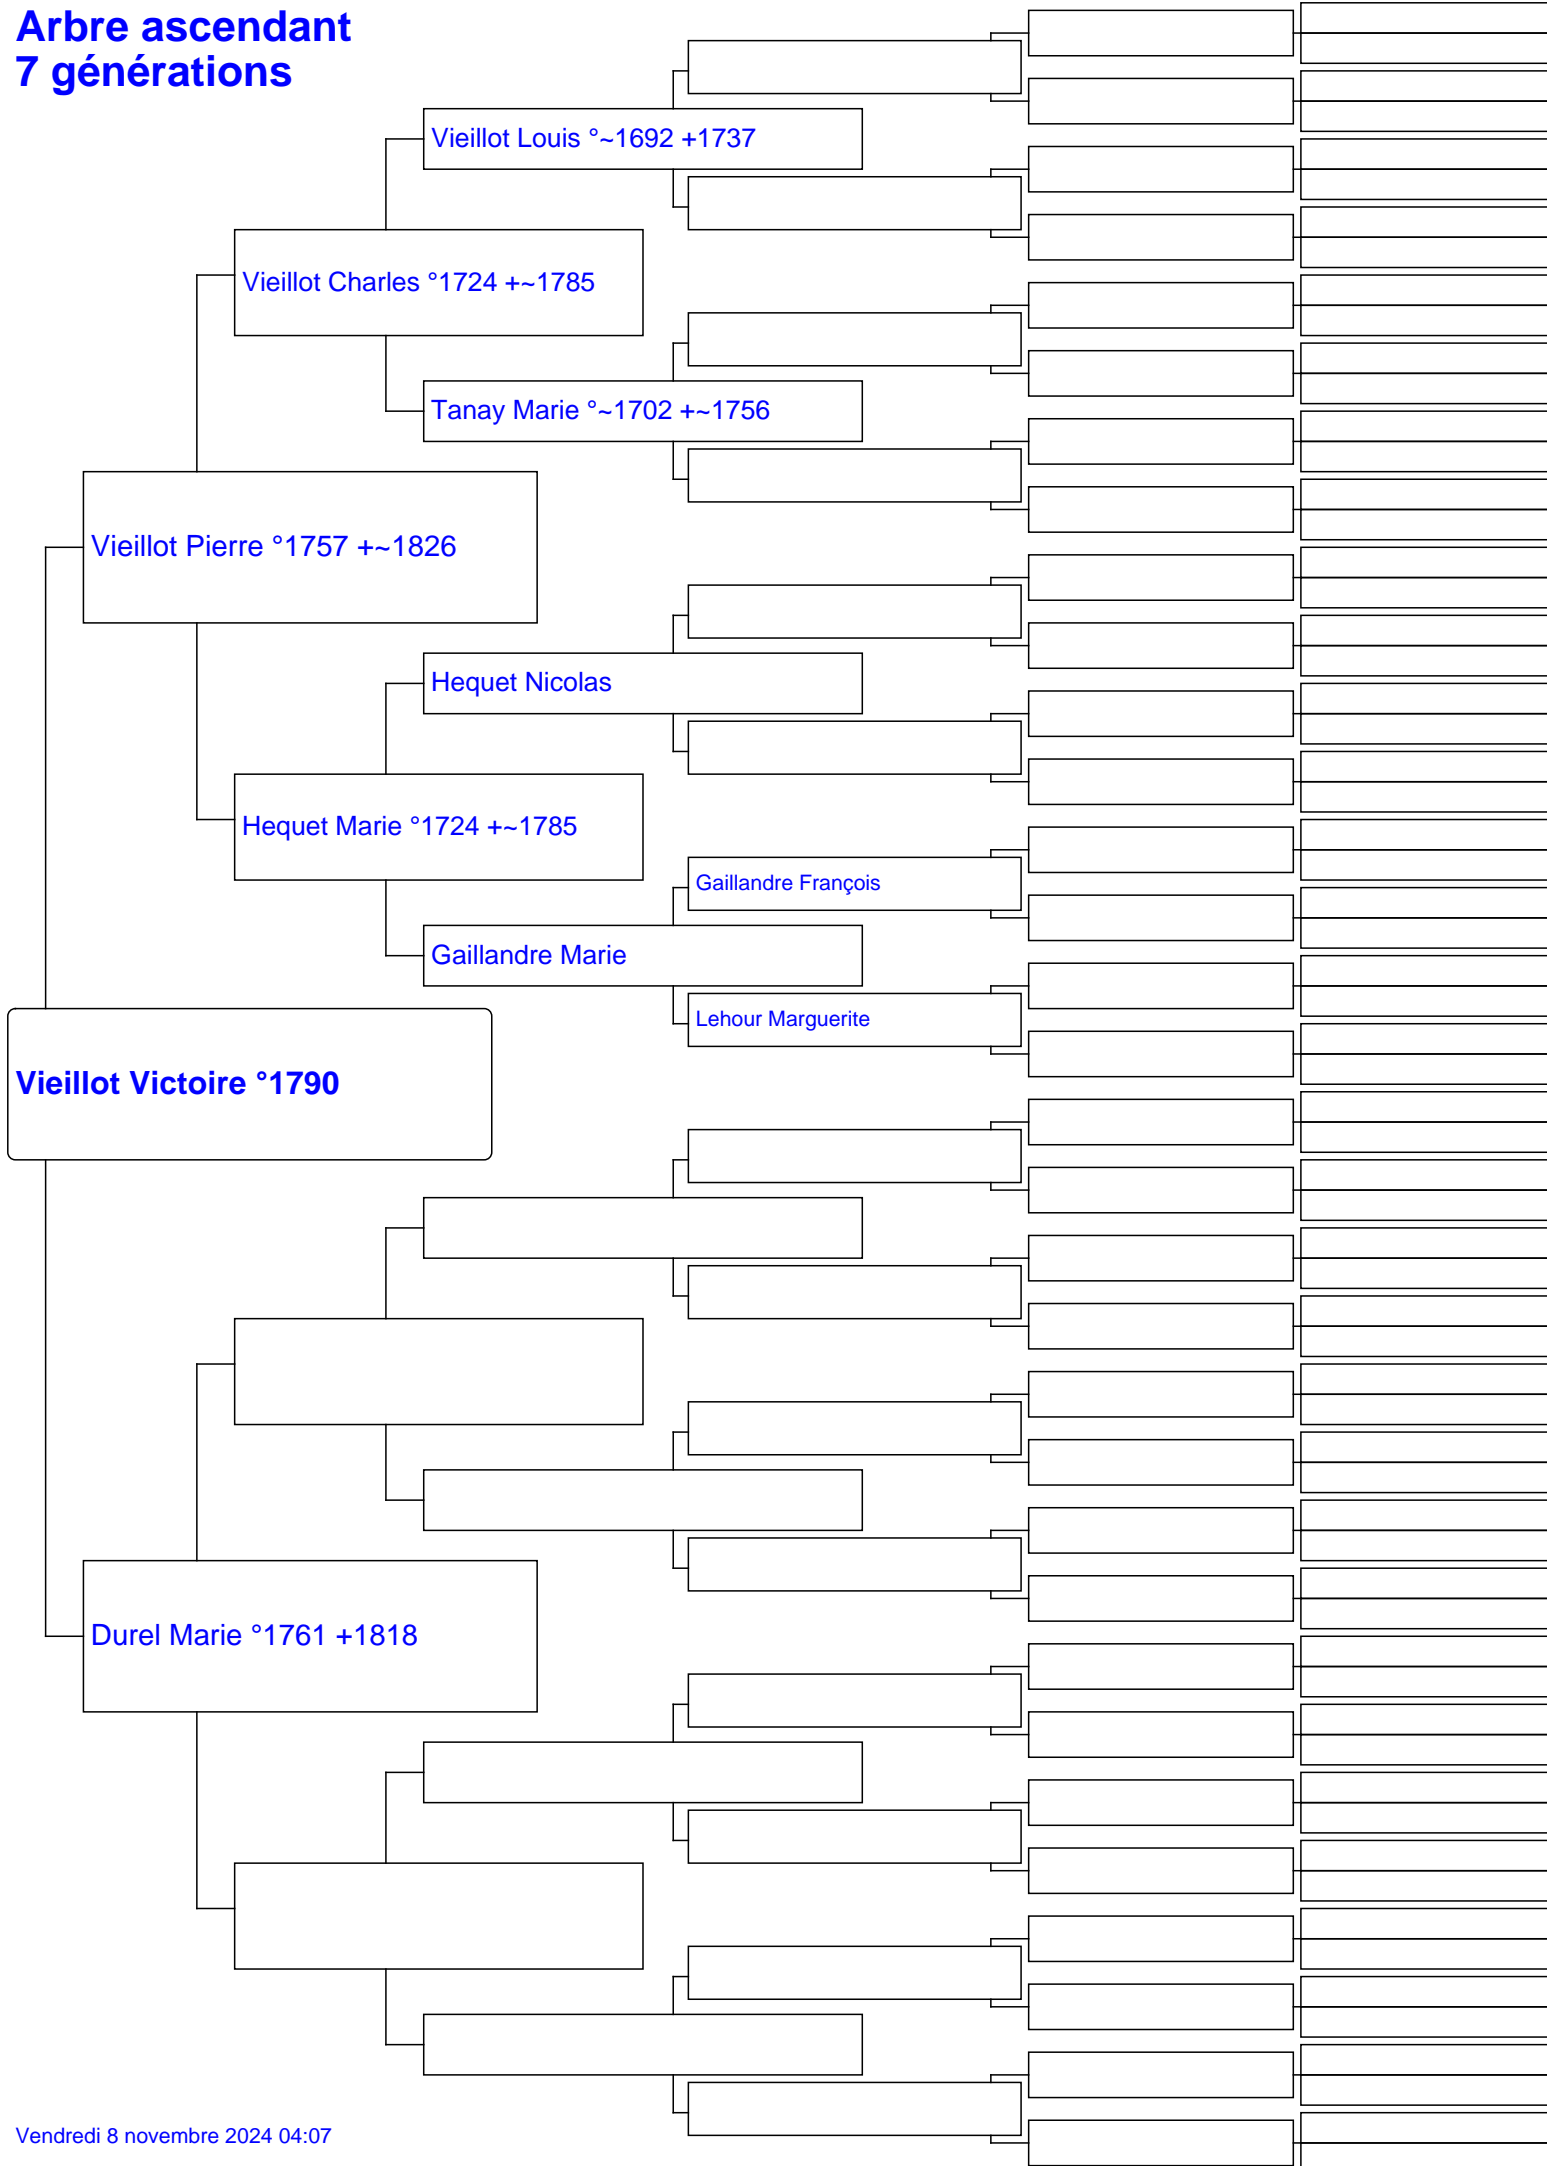 Arbre ascendant
7 générations
Vieillot Louis °~1692 +1737
Vieillot Charles °1724 +~1785
Tanay Marie °~1702 +~1756
Vieillot Pierre °1757 +~1826
Hequet Nicolas
Hequet Marie °1724 +~1785
Gaillandre François
Gaillandre Marie
Lehour Marguerite
Vieillot Victoire °1790
Durel Marie °1761 +1818
Vendredi 8 novembre 2024 04:07